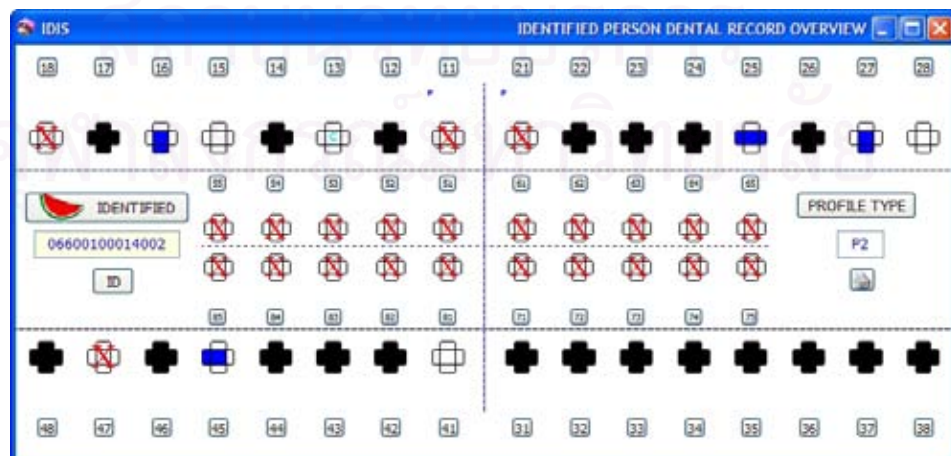 IDIS IDENTIFIED PERSON DENTAL RECORD OVERVIEW
18 17 16 15 14 13 12 11 21 22 23 24 25 26 27 28
N C N N
55 54 53 52 51 61 62 63 64 65
IDENTIFIED PROFILE TYPE
N N N N N N N N N N
06600100014002 P2
N N N N N N N N N N
ID
85 84 83 82 81 71 72 73 74 75
N
48 47 46 45 44 43 42 41 31 32 33 34 35 36 37 38